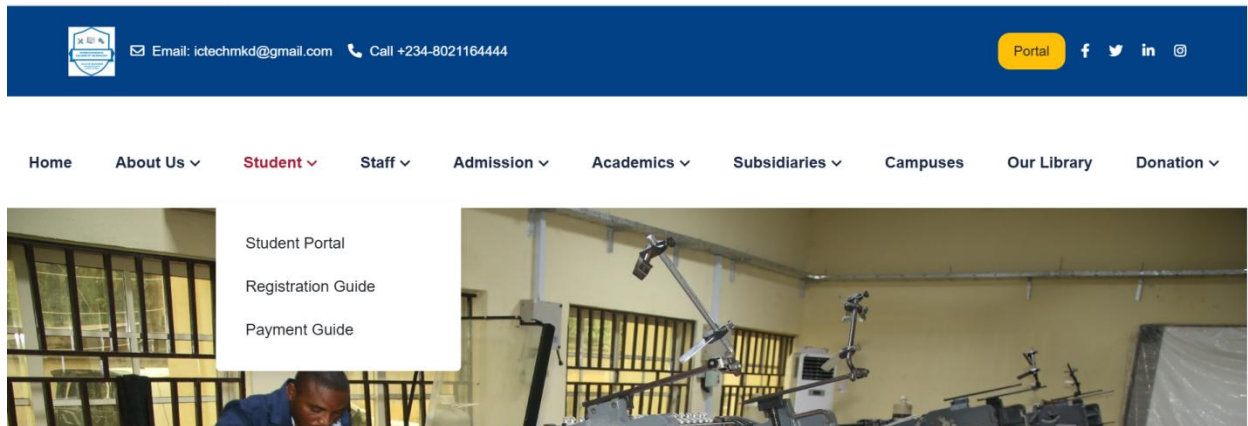 Email: ictechmkd@gmail.com Call +234-8021164444 Portal
Home About Us Student Staff Admission Academics Subsidiaries Campuses Our Library Donation
Student Portal
Registration Guide
Payment Guide